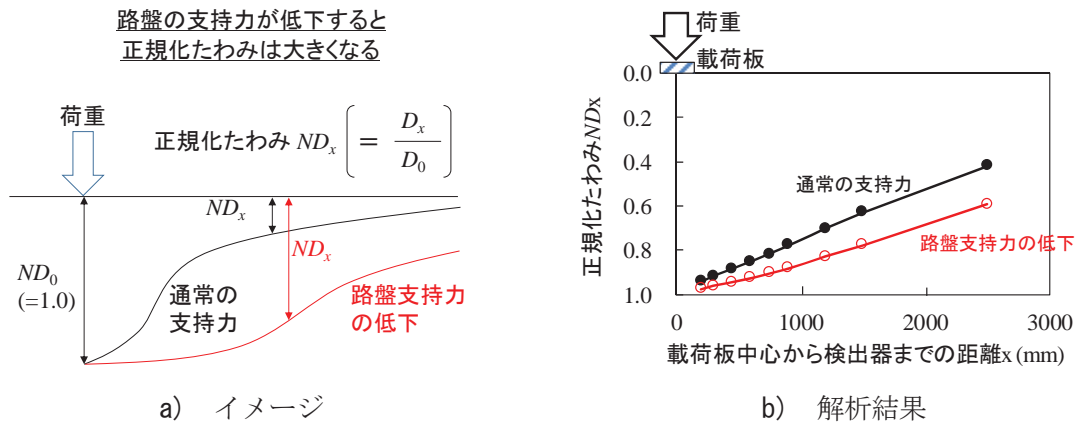 路盤の支持力が低下すると
正規化たわみは大きくなる
荷重
正規化たわみ NDx [ = Dx / D0 ]
NDx
NDx
ND0
(=1.0)
通常の
支持力
路盤支持力
の低下
a) イメージ
荷重
載荷板
正規化たわみNDx
0.0
0.2
0.4
0.6
0.8
1.0
通常の支持力
路盤支持力の低下
0
1000
2000
3000
載荷板中心から検出器までの距離x (mm)
b) 解析結果